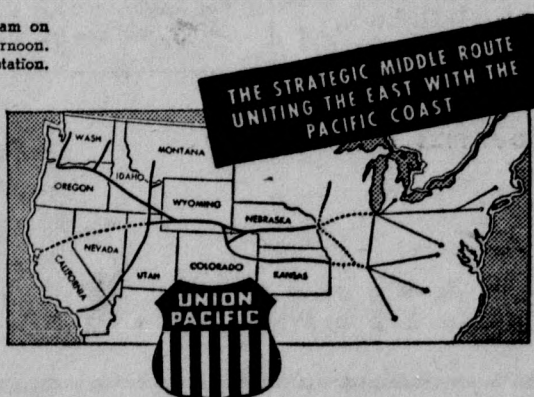 am on
ernoon.
tation.
THE STRATEGIC MIDDLE ROUTE
UNITING THE EAST WITH THE
PACIFIC COAST
WASH
MONTANA
OREGON
IDAHO
WYOMING
NEBRASKA
NEVADA
CALIFORNIA
UTAH
COLORADO
KANSAS
UNION
PACIFIC